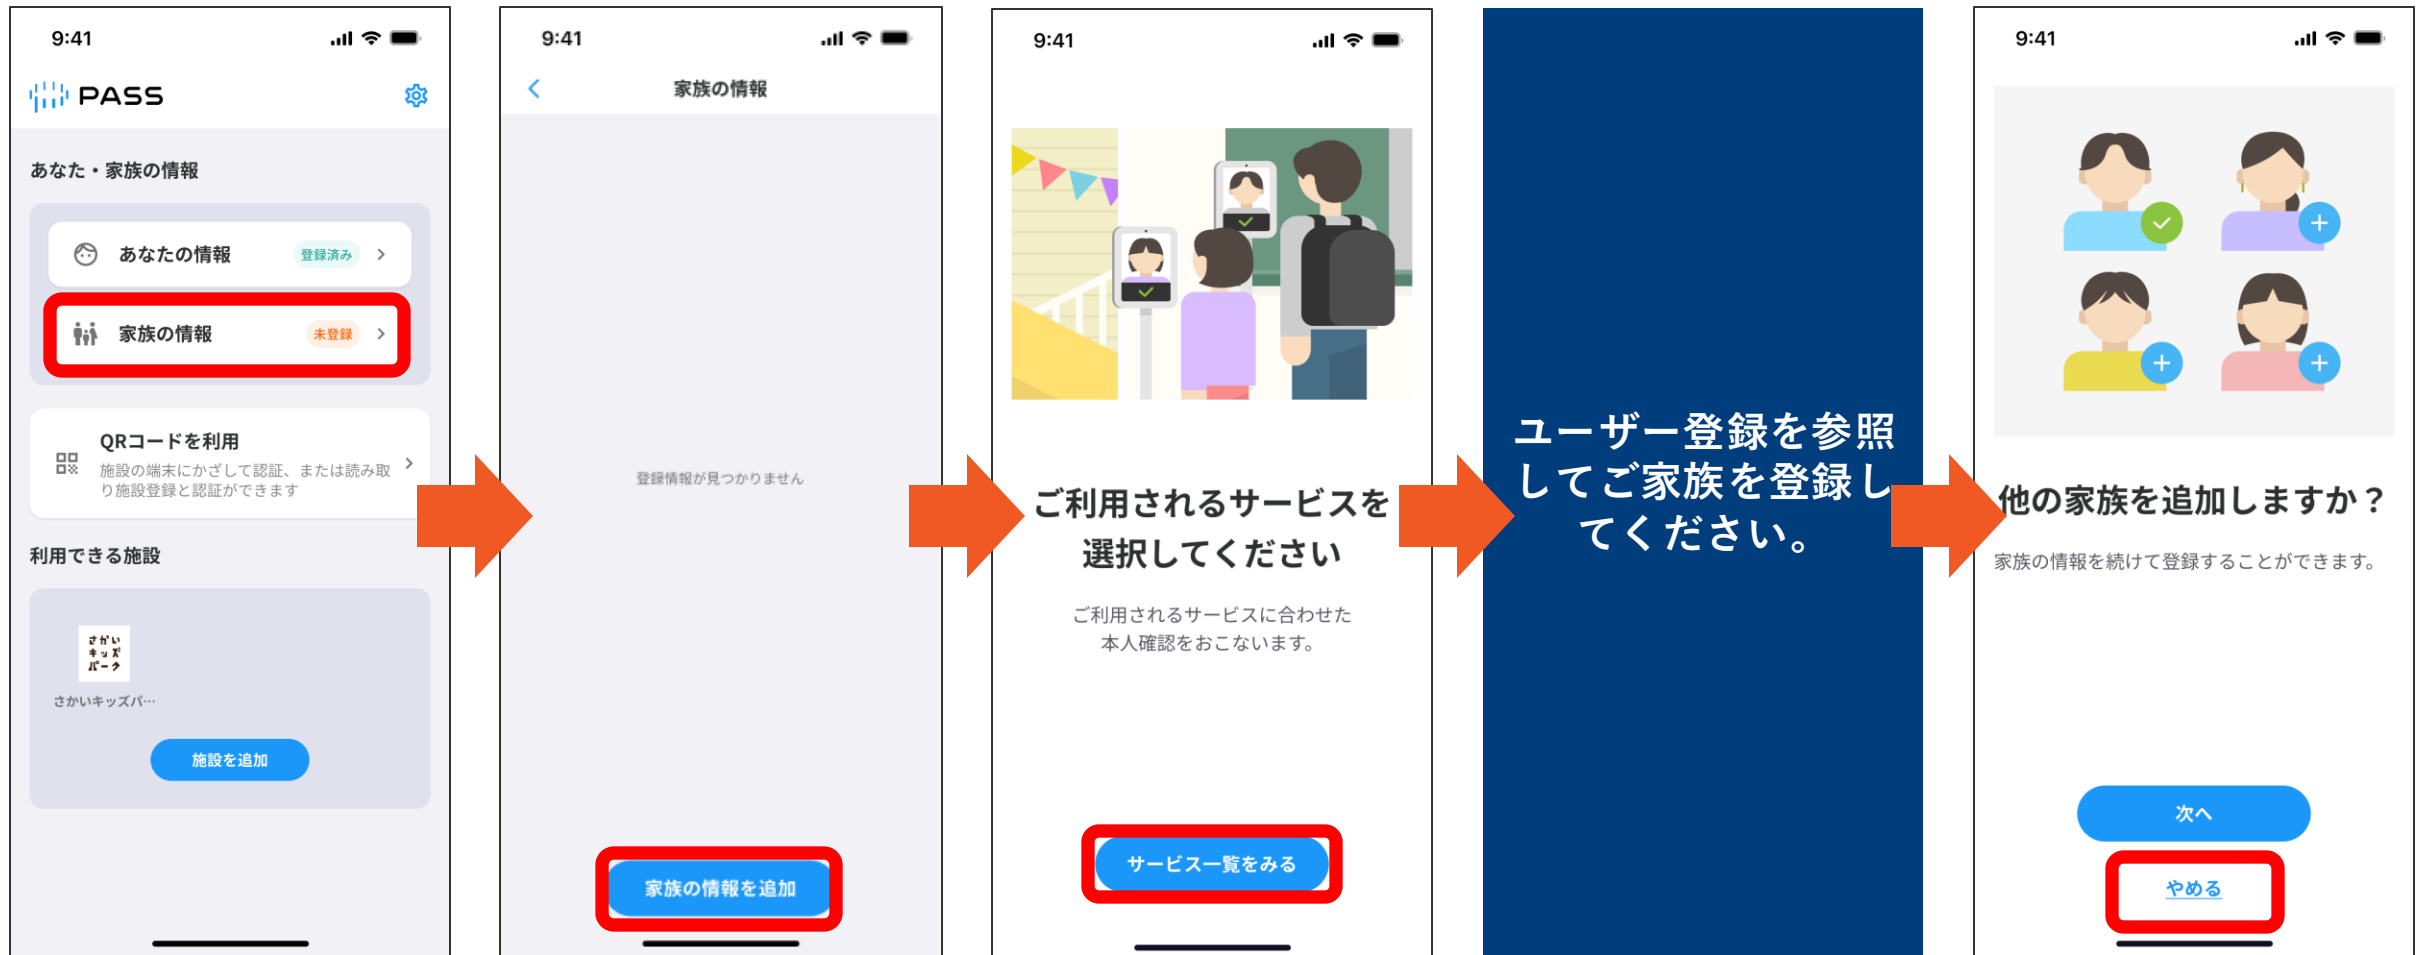 9:41
PASS
あなた・家族の情報
あなたの情報
登録済み
家族の情報
未登録
QRコードを利用
施設の端末にかざして認証、または読み取
り施設登録と認証ができます
利用できる施設
さかい
キッズ
パーク
さかいキッズパ…
施設を追加
9:41
家族の情報
登録情報が見つかりません
家族の情報を追加
9:41
ご利用されるサービスを
選択してください
ご利用されるサービスに合わせた
本人確認をおこないます。
サービス一覧をみる
ユーザー登録を参照
してご家族を登録し
てください。
9:41
他の家族を追加しますか？
家族の情報を続けて登録することができます。
次へ
やめる